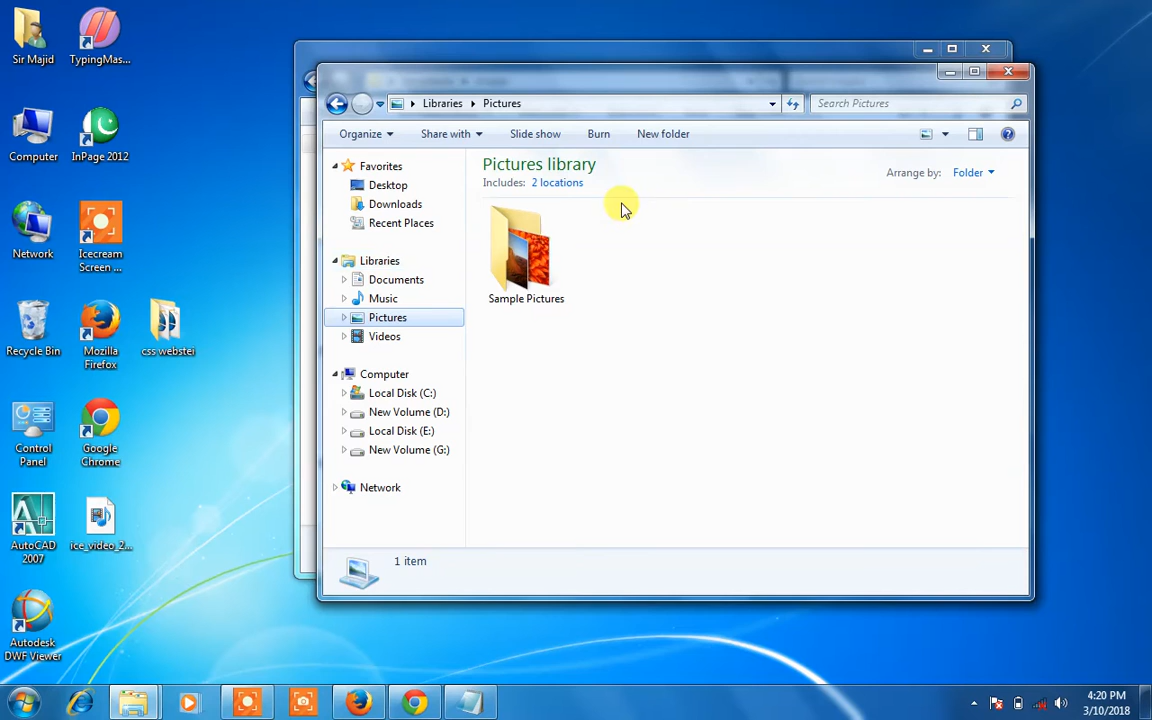 Sir Majid
TypingMas...
Computer
InPage 2012
Network
Icecream
Screen ...
Recycle Bin
Mozilla
Firefox
css webstei
Control
Panel
Google
Chrome
AutoCAD
2007
ice_video_2...
Autodesk
DWF Viewer
Libraries
Pictures
Search Pictures
Organize
Share with
Slide show
Burn
New folder
Favorites
Desktop
Downloads
Recent Places
Libraries
Documents
Music
Pictures
Videos
Computer
Local Disk (C:)
New Volume (D:)
Local Disk (E:)
New Volume (G:)
Network
Pictures library
Includes: 2 locations
Arrange by: Folder
Sample Pictures
1 item
4:20 PM
3/10/2018